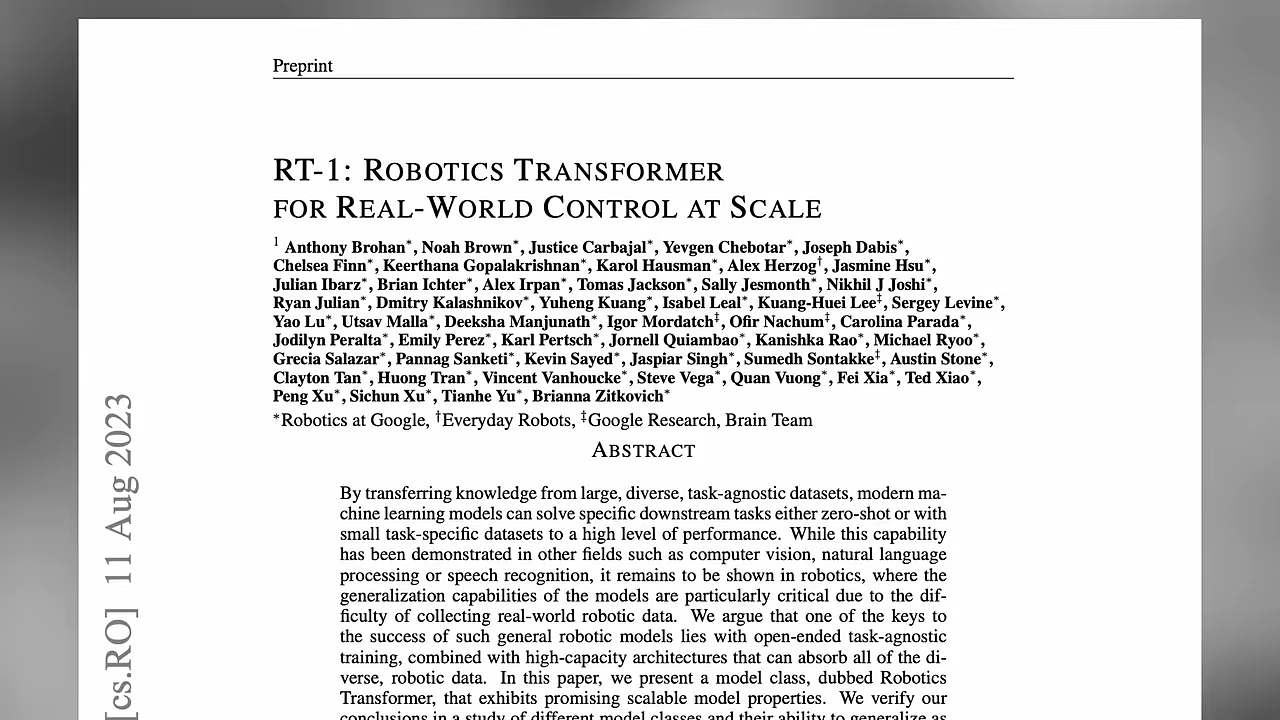 Preprint
RT-1: ROBOTICS TRANSFORMER
FOR REAL-WORLD CONTROL AT SCALE
¹ Anthony Brohan*, Noah Brown*, Justice Carbajal*, Yevgen Chebotar*, Joseph Dabis*,
Chelsea Finn*, Keerthana Gopalakrishnan*, Karol Hausman*, Alex Herzog†, Jasmine Hsu*,
Julian Ibarz*, Brian Ichter*, Alex Irpan*, Tomas Jackson*, Sally Jesmonth*, Nikhil J Joshi*,
Ryan Julian*, Dmitry Kalashnikov*, Yuheng Kuang*, Isabel Leal*, Kuang-Huei Lee‡, Sergey Levine*,
Yao Lu*, Utsav Malla*, Deeksha Manjunath*, Igor Mordatch‡, Ofir Nachum‡, Carolina Parada*,
Jodilyn Peralta*, Emily Perez*, Karl Pertsch*, Jornell Quiambao*, Kanishka Rao*, Michael Ryoo*,
Grecia Salazar*, Pannag Sanketi*, Kevin Sayed*, Jaspiar Singh*, Sumedh Sontakke‡, Austin Stone*,
Clayton Tan*, Huong Tran*, Vincent Vanhoucke*, Steve Vega*, Quan Vuong*, Fei Xia*, Ted Xiao*,
Peng Xu*, Sichun Xu*, Tianhe Yu*, Brianna Zitkovich*
*Robotics at Google, †Everyday Robots, ‡Google Research, Brain Team
ABSTRACT
By transferring knowledge from large, diverse, task-agnostic datasets, modern ma-
chine learning models can solve specific downstream tasks either zero-shot or with
small task-specific datasets to a high level of performance. While this capability
has been demonstrated in other fields such as computer vision, natural language
processing or speech recognition, it remains to be shown in robotics, where the
generalization capabilities of the models are particularly critical due to the dif-
ficulty of collecting real-world robotic data. We argue that one of the keys to
the success of such general robotic models lies with open-ended task-agnostic
training, combined with high-capacity architectures that can absorb all of the di-
verse, robotic data. In this paper, we present a model class, dubbed Robotics
Transformer, that exhibits promising scalable model properties. We verify our
conclusions in a study of different model classes and their ability to generalize as
[cs.RO] 11 Aug 2023